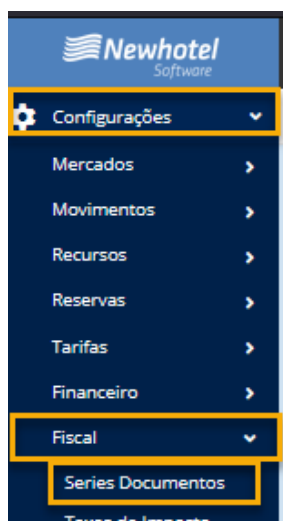 Newhotel
Software
Configurações
Mercados
Movimentos
Recursos
Reservas
Tarifas
Financeiro
Fiscal
Series Documentos